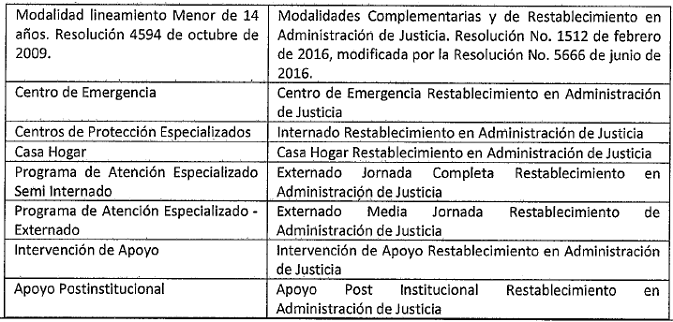 Modalidad lineamiento Menor de 14
años. Resolución 4594 de octubre de
2009.
Modalidades Complementarias y de Restablecimiento en
Administración de Justicia. Resolución No. 1512 de febrero
de 2016, modificada por la Resolución No. 5666 de junio de
2016.
Centro de Emergencia
Centro de Emergencia Restablecimiento en Administración
de Justicia
Centros de Protección Especializados
Internado Restablecimiento en Administración de Justicia
Casa Hogar
Casa Hogar Restablecimiento en Administración de Justicia
Programa de Atención Especializado
Semi Internado
Externado Jornada Completa Restablecimiento en
Administración de Justicia
Programa de Atención Especializado -
Externado
Externado Media Jornada Restablecimiento de
Administración de Justicia
Intervención de Apoyo
Intervención de Apoyo Restablecimiento en Administración
de Justicia
Apoyo Postinstitucional
Apoyo Post Institucional Restablecimiento en
Administración de Justicia